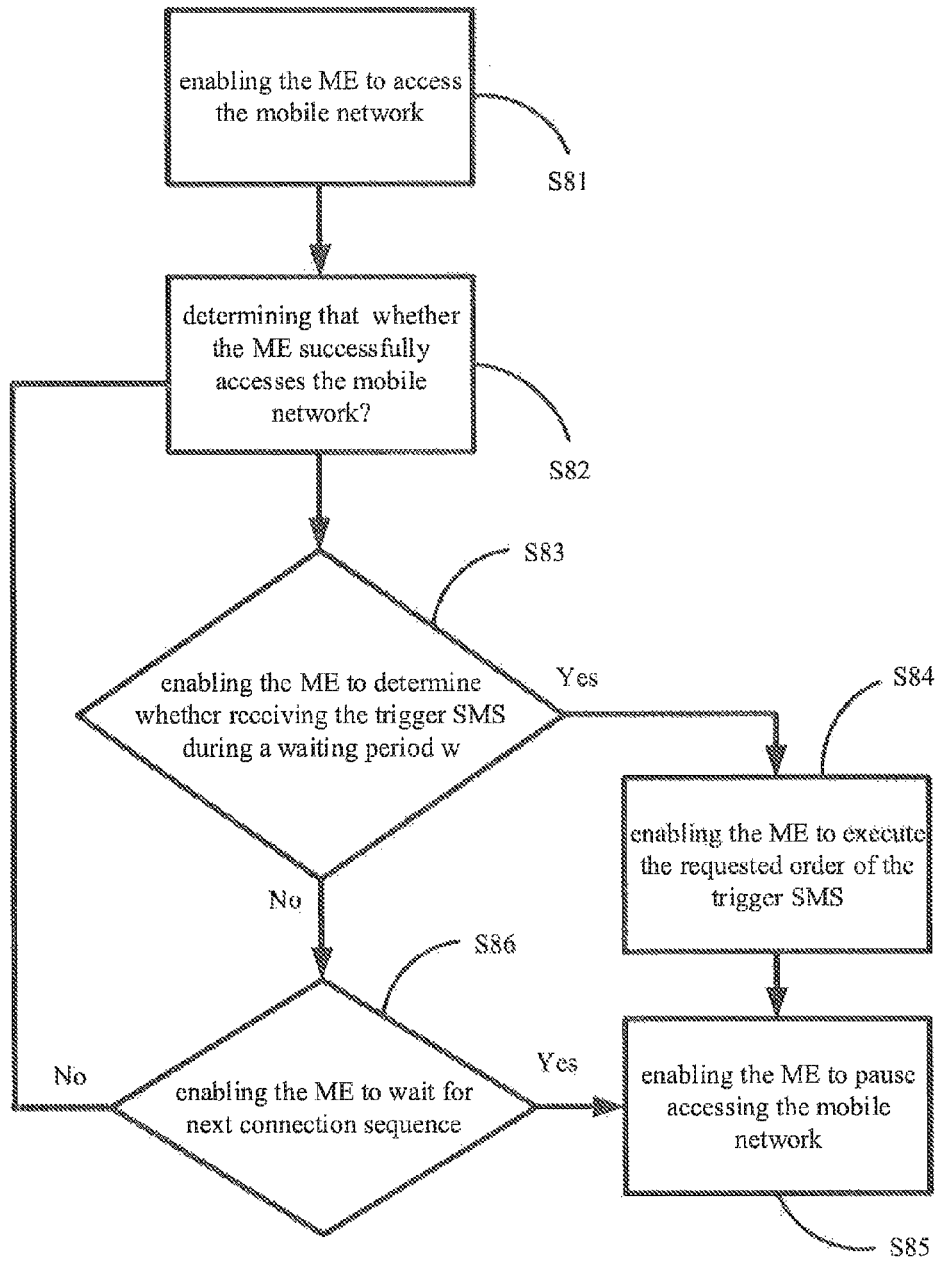 enabling the ME to access
the mobile network
S81
determining that whether
the ME successfully
accesses the mobile
network?
S82
S83
enabling the ME to determine
whether receiving the trigger SMS
during a waiting period w
Yes
S84
enabling the ME to execute
the requested order of the
trigger SMS
No
S86
enabling the ME to wait for
next connection sequence
No
Yes
enabling the ME to pause
accessing the mobile
network
S85